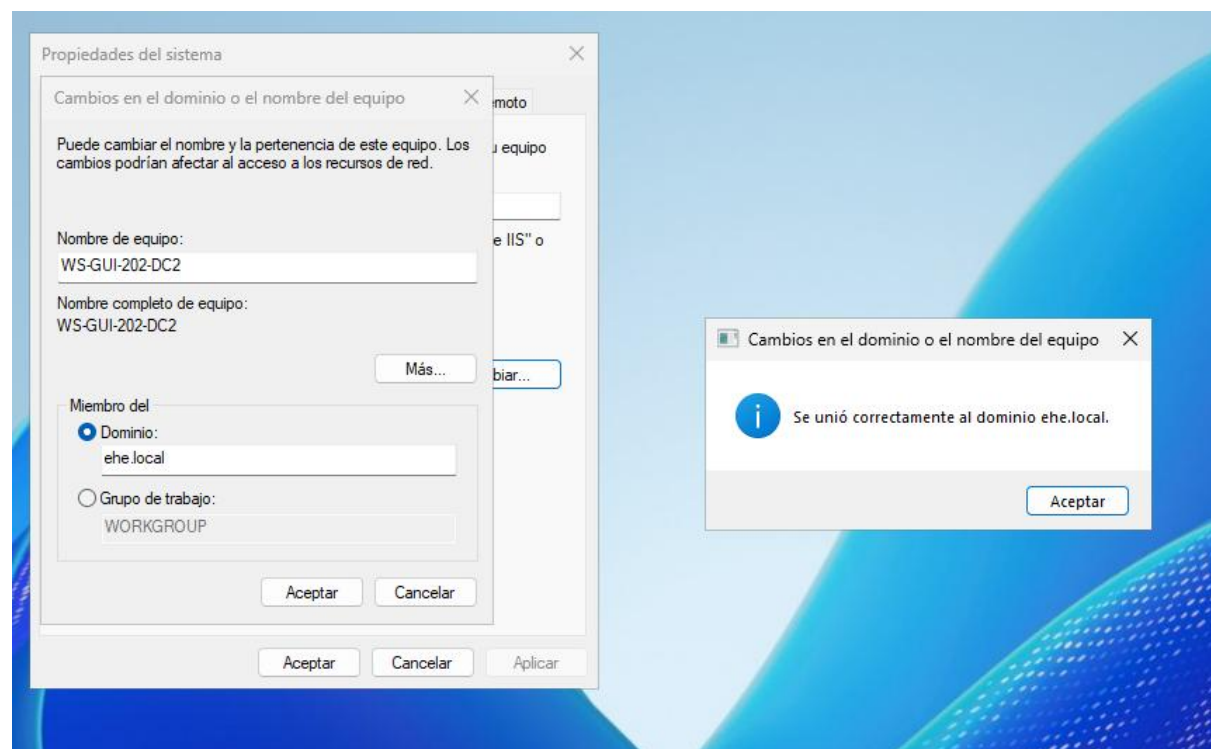 Propiedades del sistema
Cambios en el dominio o el nombre del equipo
Puede cambiar el nombre y la pertenencia de este equipo. Los
cambios podrían afectar al acceso a los recursos de red.
Nombre de equipo:
WS-GUI-202-DC2
Nombre completo de equipo:
WS-GUI-202-DC2
Más...
Miembro del
Dominio:
ehe.local
Grupo de trabajo:
WORKGROUP
Aceptar Cancelar
emoto
u equipo
e IIS" o
biar...
Aceptar Cancelar Aplicar
Cambios en el dominio o el nombre del equipo
Se unió correctamente al dominio ehe.local.
Aceptar